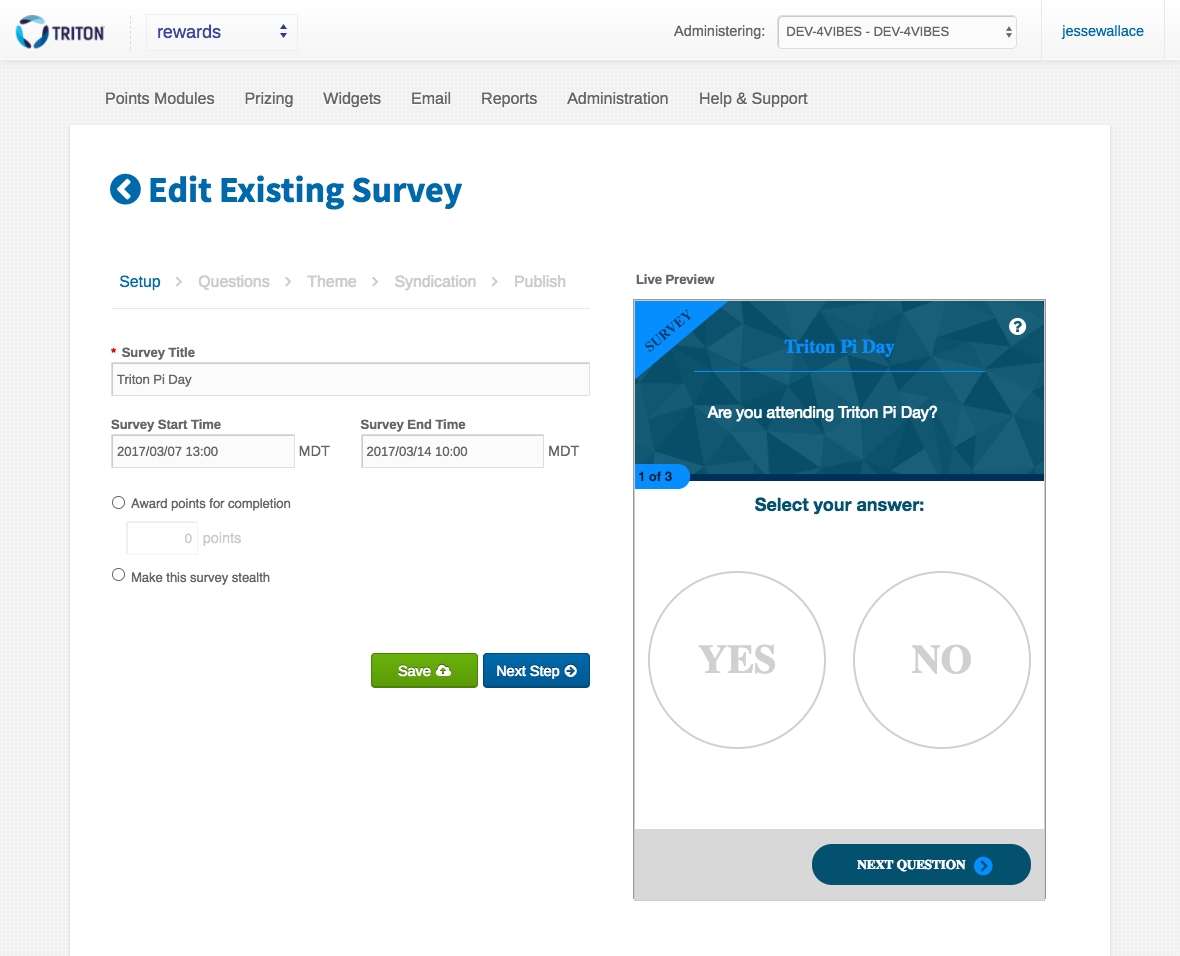 TRITON
rewards
Administering:
DEV-4VIBES - DEV-4VIBES
jessewallace
Points Modules Prizing Widgets Email Reports Administration Help & Support
Edit Existing Survey
Setup Questions Theme Syndication Publish
* Survey Title
Triton Pi Day
Survey Start Time
2017/03/07 13:00 MDT
Survey End Time
2017/03/14 10:00 MDT
Award points for completion
0 points
Make this survey stealth
Save
Next Step
Live Preview
SURVEY
?
Triton Pi Day
Are you attending Triton Pi Day?
1 of 3
Select your answer:
YES
NO
NEXT QUESTION